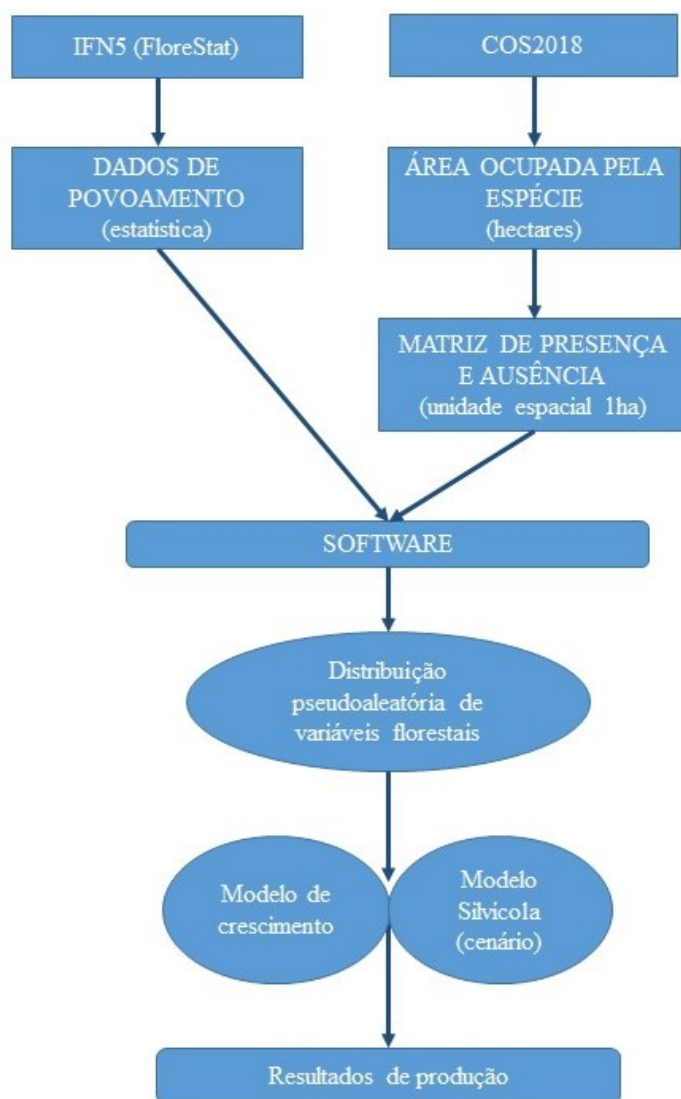 IFN5 (FloreStat)
COS2018
DADOS DE
POVOAMENTO
(estatística)
ÁREA OCUPADA PELA
ESPÉCIE
(hectares)
MATRIZ DE PRESENÇA
E AUSÊNCIA
(unidade espacial 1ha)
SOFTWARE
Distribuição
pseudoaleatória de
variáveis florestais
Modelo de
crescimento
Modelo
Silvícola
(cenário)
Resultados de produção